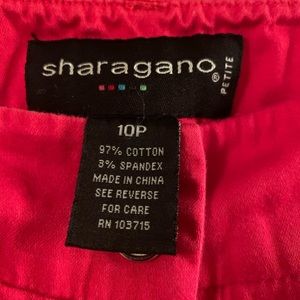 sharagano®
PETITE
10P
97% COTTON
3% SPANDEX
MADE IN CHINA
SEE REVERSE
FOR CARE
RN 103715